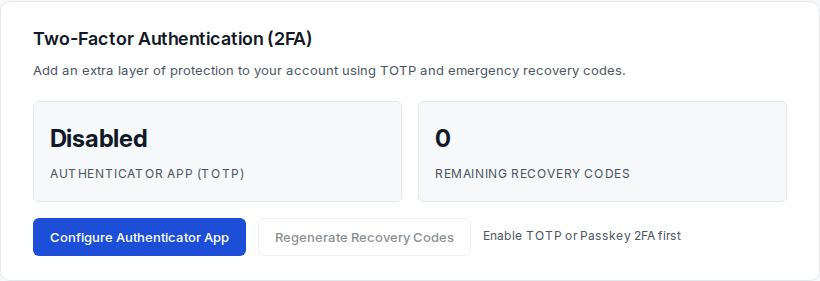 Two-Factor Authentication (2FA)
Add an extra layer of protection to your account using TOTP and emergency recovery codes.
Disabled
AUTHENTICATOR APP (TOTP)
0
REMAINING RECOVERY CODES
Configure Authenticator App
Regenerate Recovery Codes
Enable TOTP or Passkey 2FA first